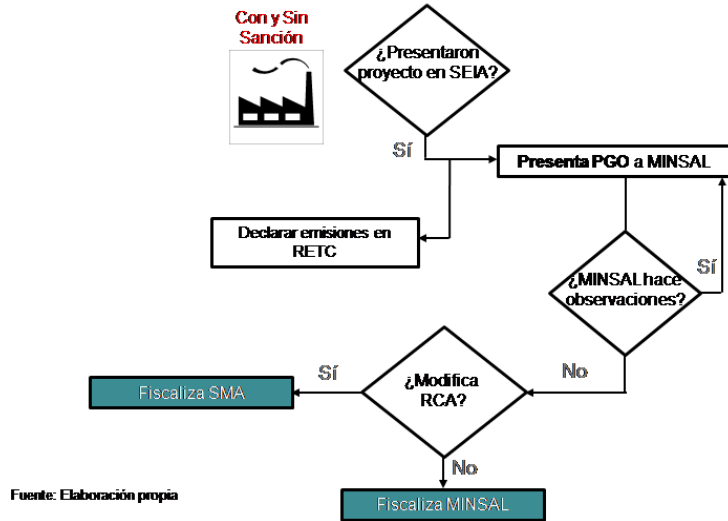 Con y Sin
Sanción
¿Presentaron
proyecto en SEIA?
Sí
Presenta PGO a MINSAL
Declarar emisiones en
RETC
¿MINSAL hace
observaciones?
Sí
No
¿Modifica
RCA?
Sí
Fiscaliza SMA
No
Fiscaliza MINSAL
Fuente: Elaboración propia